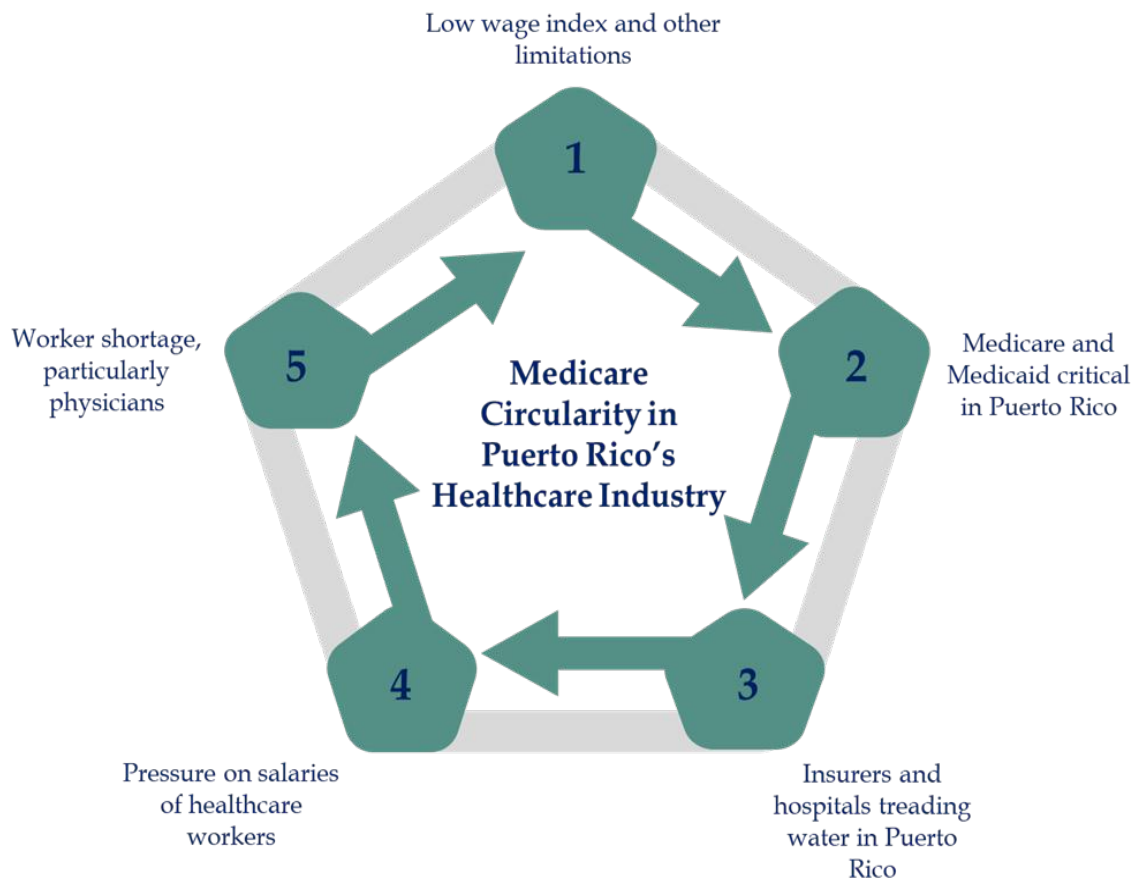 Low wage index and other
limitations
1
2
Medicare and
Medicaid critical
in Puerto Rico
3
Insurers and
hospitals treading
water in Puerto
Rico
4
Pressure on salaries
of healthcare
workers
5
Worker shortage,
particularly
physicians
Medicare
Circularity in
Puerto Rico’s
Healthcare Industry